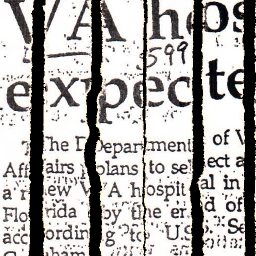 VA hos
599
expecte
The Department of V
Affairs plans to select a
a new VA hospital in
Florida by the end of
according to U.S. Se